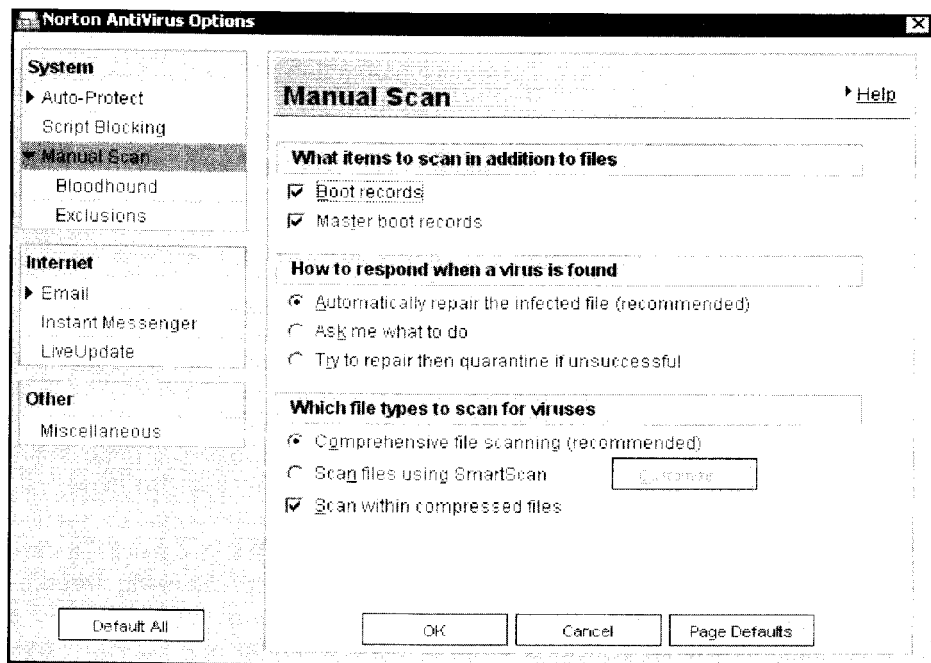 Norton AntiVirus Options
System
Auto-Protect
Script Blocking
Manual Scan
Bloodhound
Exclusions
Internet
Email
Instant Messenger
LiveUpdate
Other
Miscellaneous
Default All
Manual Scan
Help
What items to scan in addition to files
Boot records
Master boot records
How to respond when a virus is found
Automatically repair the infected file (recommended)
Ask me what to do
Try to repair then quarantine if unsuccessful
Which file types to scan for viruses
Comprehensive file scanning (recommended)
Scan files using SmartScan
Scan within compressed files
OK
Cancel
Page Defaults